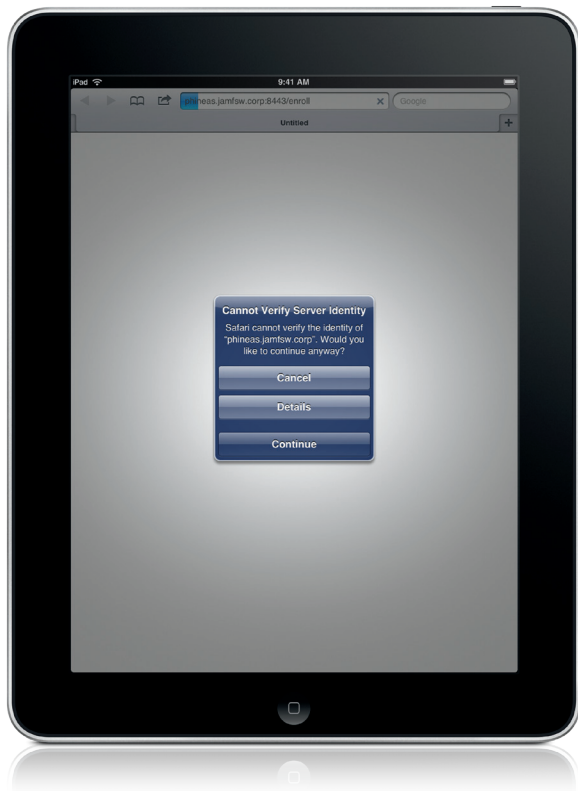 iPad
9:41 AM
phineas.jamfsw.corp:8443/enroll
Google
Untitled
Cannot Verify Server Identity
Safari cannot verify the identity of
“phineas.jamfsw.corp”. Would you
like to continue anyway?
Cancel
Details
Continue